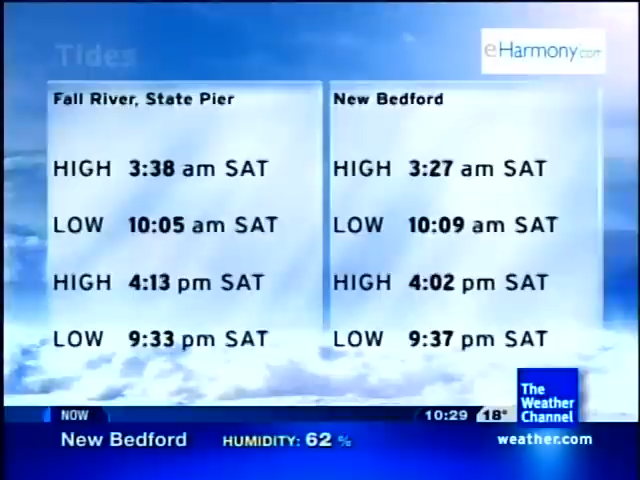 Tides
eHarmony.com
Fall River, State Pier
HIGH 3:38 am SAT
LOW 10:05 am SAT
HIGH 4:13 pm SAT
LOW 9:33 pm SAT
New Bedford
HIGH 3:27 am SAT
LOW 10:09 am SAT
HIGH 4:02 pm SAT
LOW 9:37 pm SAT
The
Weather
Channel
NOW
10:29 18°
New Bedford HUMIDITY: 62 %
weather.com